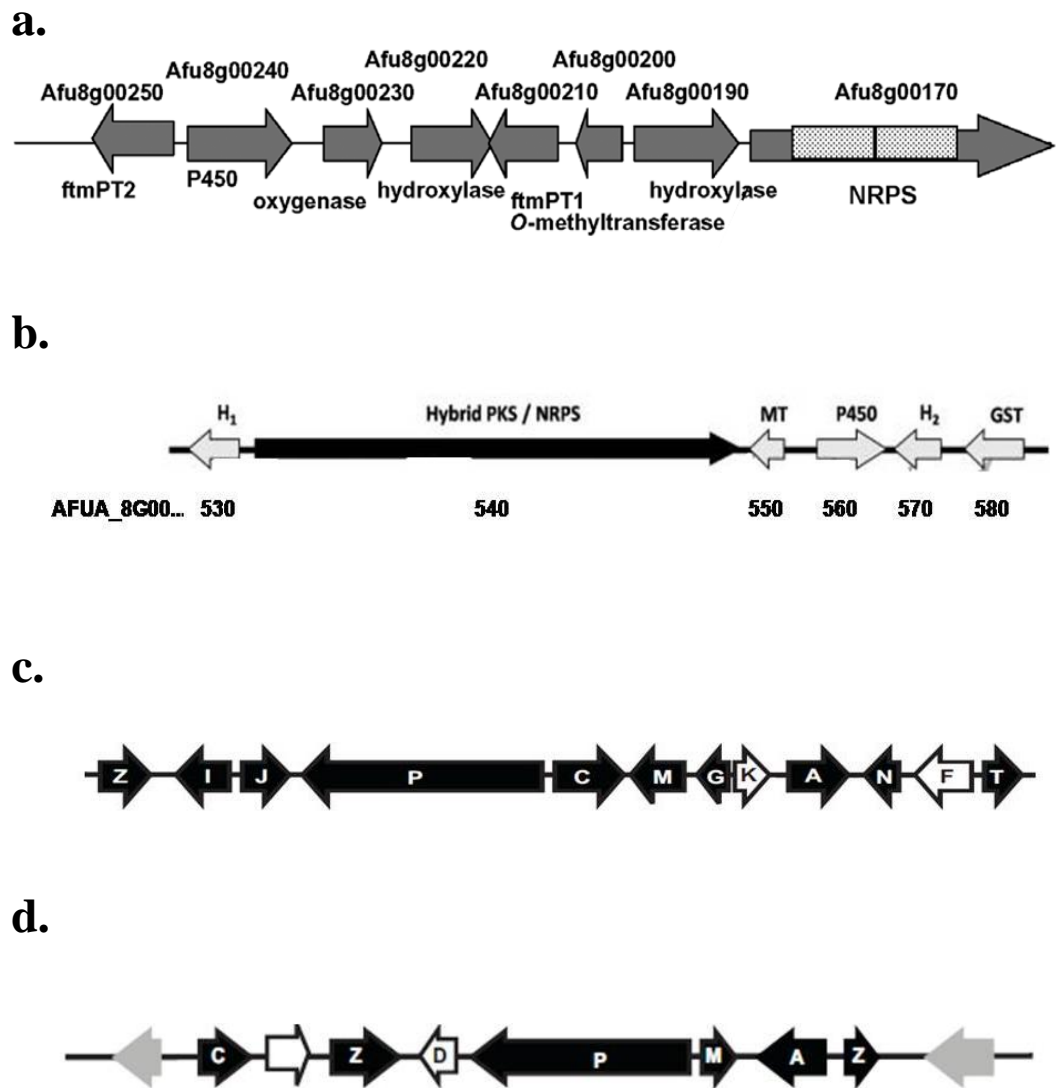 a.
Afu8g00240 Afu8g00220 Afu8g00200
Afu8g00250 Afu8g00230 Afu8g00210 Afu8g00190 Afu8g00170
ftmPT2 P450 oxygenase hydroxylase ftmPT1 hydroxylase NRPS
O-methyltransferase
b.
H1 Hybrid PKS / NRPS MT P450 H2 GST
AFUA_8G00... 530 540 550 560 570 580
c.
Z I J P C M G K A N F T
d.
C Z D P M A Z